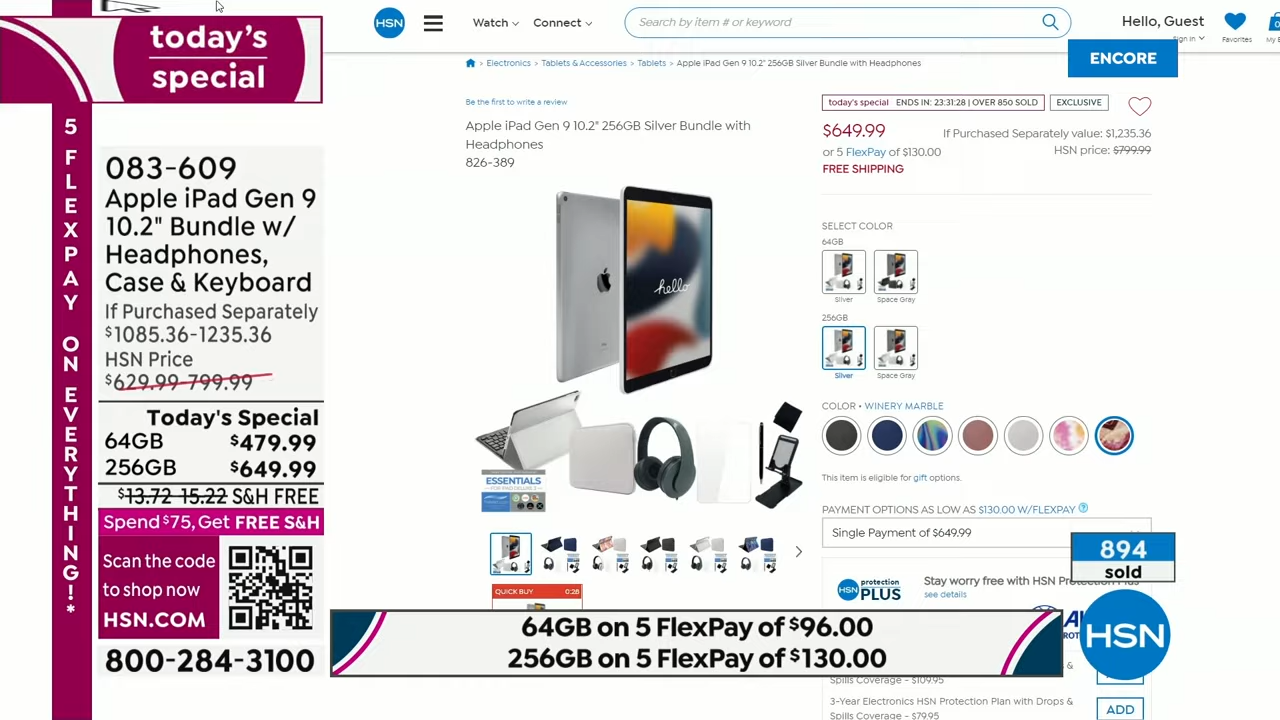 today's
special
5 FLEXPAY ON EVERYTHING!*
083-609
Apple iPad Gen 9
10.2" Bundle w/
Headphones,
Case & Keyboard
If Purchased Separately
$1085.36-1235.36
HSN Price
$629.99-799.99
Today's Special
64GB $479.99
256GB $649.99
$13.72-15.22 S&H FREE
Spend $75, Get FREE S&H
Scan the code
to shop now
HSN.COM
800-284-3100
HSN
Watch
Connect
Search by item # or keyword
Hello, Guest
Sign In
Favorites
ENCORE
Electronics > Tablets & Accessories > Tablets > Apple iPad Gen 9 10.2" 256GB Silver Bundle with Headphones
Be the first to write a review
Apple iPad Gen 9 10.2" 256GB Silver Bundle with
Headphones
826-389
hello
ESSENTIALS
QUICK BUY 0:28
today's special ENDS IN: 23:31:28 | OVER 850 SOLD
EXCLUSIVE
$649.99
If Purchased Separately value: $1,235.36
or 5 FlexPay of $130.00
HSN price: $799.99
FREE SHIPPING
SELECT COLOR
64GB
Silver Space Gray
256GB
Silver Space Gray
COLOR • WINERY MARBLE
This item is eligible for gift options.
PAYMENT OPTIONS AS LOW AS $130.00 W/FLEXPAY
Single Payment of $649.99
894
sold
HSN protection PLUS
Stay worry free with HSN Protection Plus
see details
64GB on 5 FlexPay of $96.00
256GB on 5 FlexPay of $130.00
HSN
Spills Coverage - $109.95
3-Year Electronics HSN Protection Plan with Drops &
Spills Coverage - $79.95
ADD